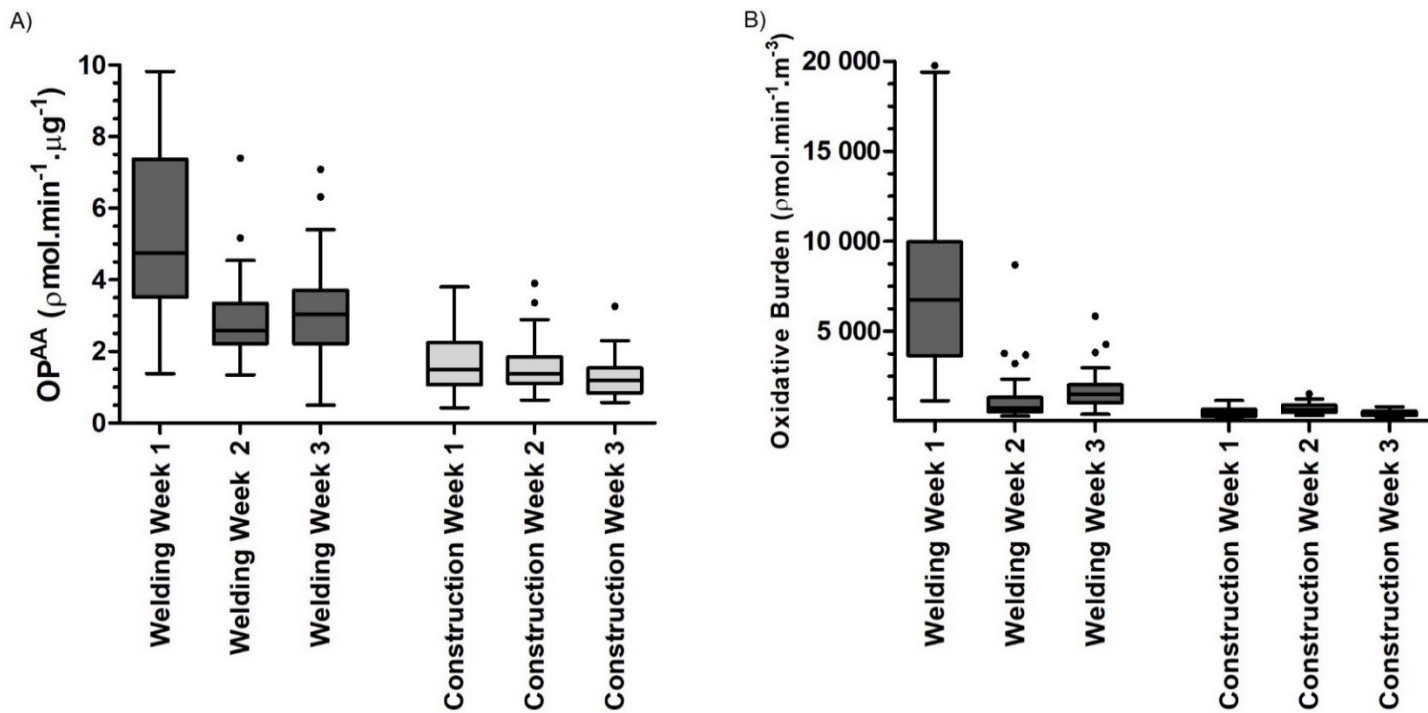 A)
OP^AA (ρmol.min⁻¹.μg⁻¹)
10
8
6
4
2
0
Welding Week 1
Welding Week 2
Welding Week 3
Construction Week 1
Construction Week 2
Construction Week 3
B)
Oxidative Burden (ρmol.min⁻¹.m⁻³)
20 000
15 000
10 000
5 000
Welding Week 1
Welding Week 2
Welding Week 3
Construction Week 1
Construction Week 2
Construction Week 3